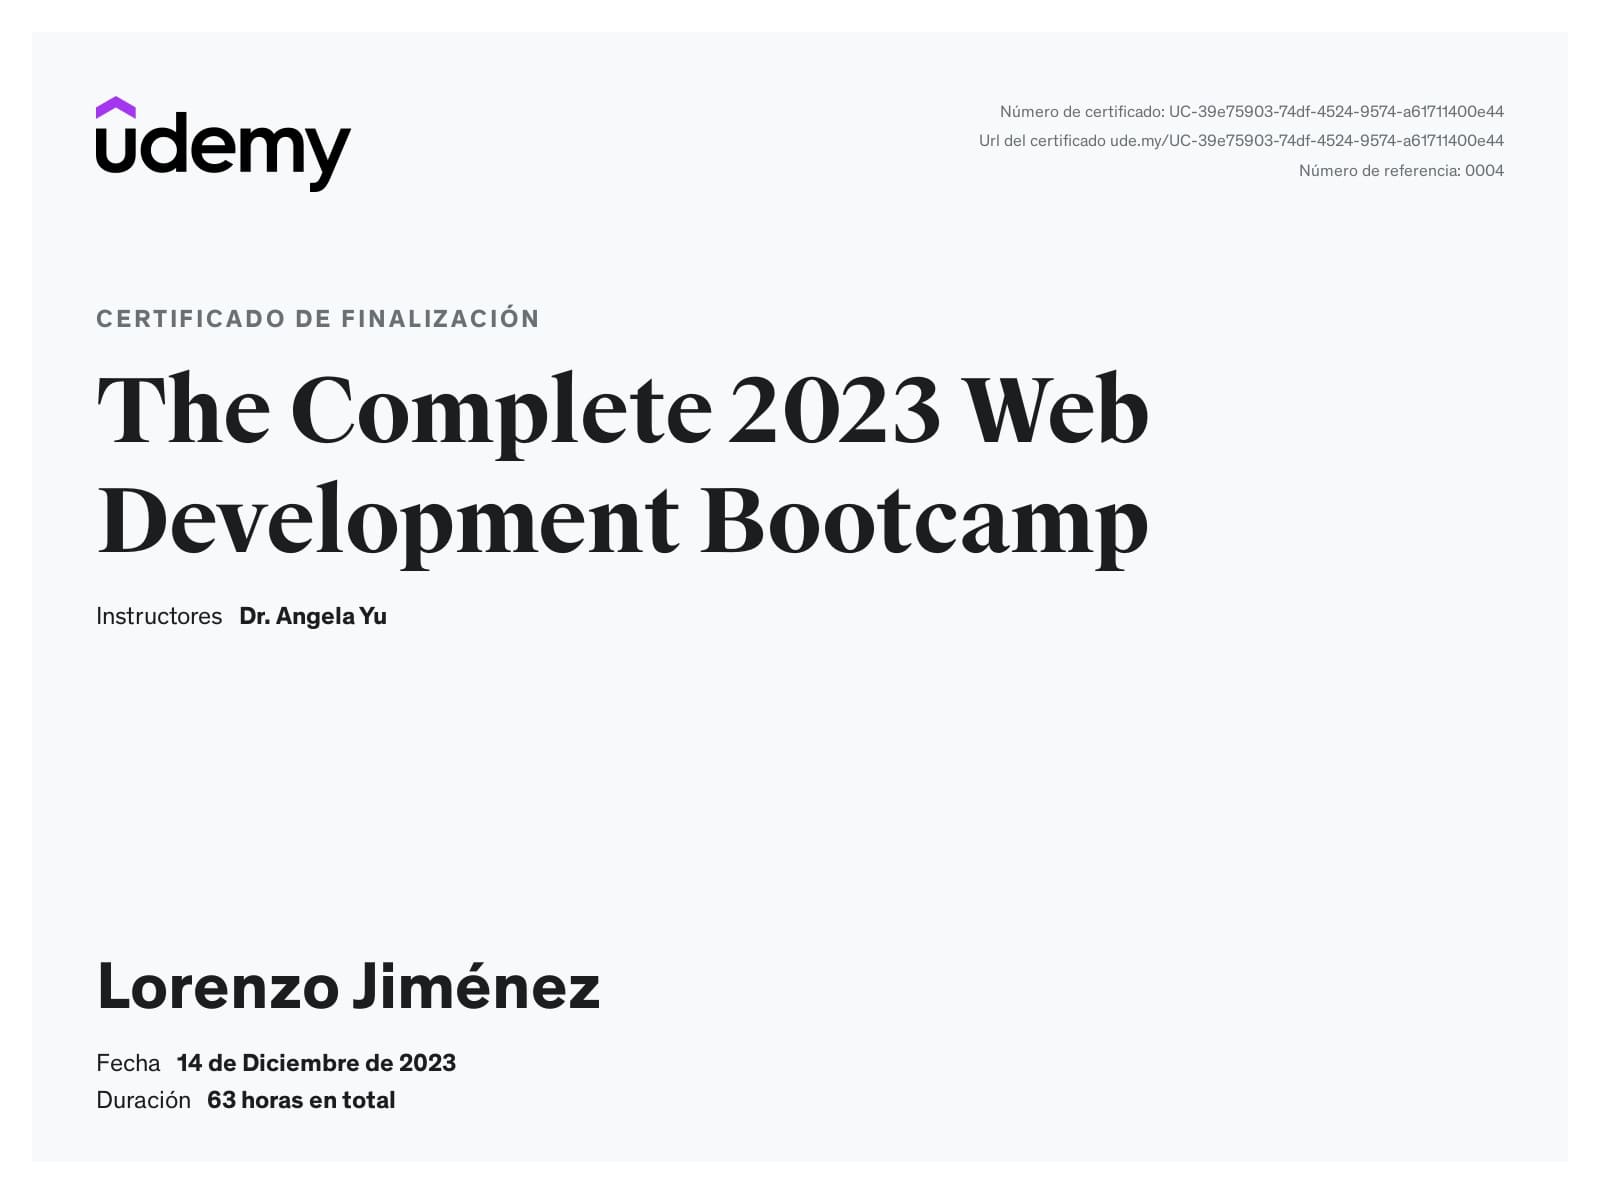 udemy
Número de certificado: UC-39e75903-74df-4524-9574-a61711400e44
Url del certificado ude.my/UC-39e75903-74df-4524-9574-a61711400e44
Número de referencia: 0004
CERTIFICADO DE FINALIZACIÓN
The Complete 2023 Web
Development Bootcamp
Instructores Dr. Angela Yu
Lorenzo Jiménez
Fecha 14 de Diciembre de 2023
Duración 63 horas en total